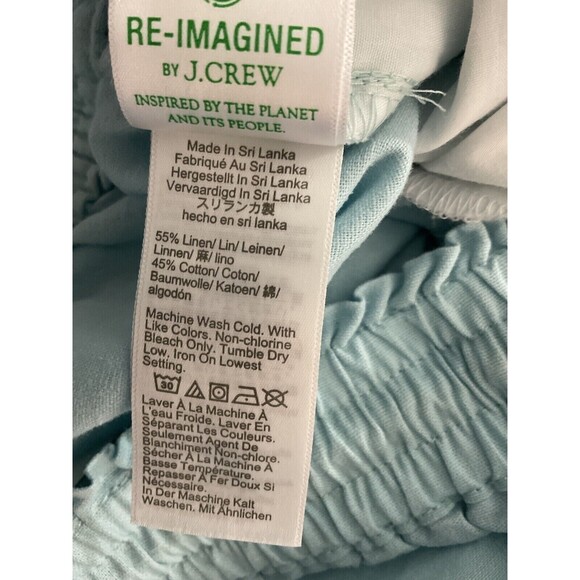 RE-IMAGINED
BY J.CREW
INSPIRED BY THE PLANET
AND ITS PEOPLE.
Made In Sri Lanka
Fabriqué Au Sri Lanka
Hergestellt In Sri Lanka
Vervaardigd In Sri Lanka
スリランカ製
hecho en sri lanka
55% Linen/ Lin/ Leinen/
Linnen/ 麻/ lino
45% Cotton/ Coton/
Baumwolle/ Katoen/ 綿/
algodón
Machine Wash Cold. With
Like Colors. Non-chlorine
Bleach Only. Tumble Dry
Low. Iron On Lowest
Setting.
30
Laver À La Machine À
L'eau Froide. Laver En
Séparant Les Couleurs.
Seulement Agent De
Blanchiment Non-chlore.
Sécher À La Machine À
Basse Température.
Repasser À Fer Doux Si
Nécessaire.
In Der Maschine Kalt
Waschen. Mit Ähnlichen